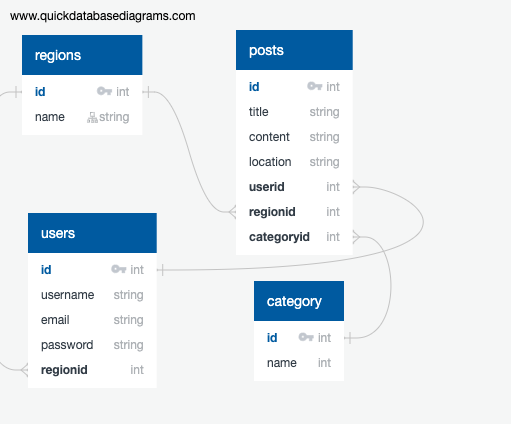 www.quickdatabasediagrams.com
regions
id int
name string
posts
id int
title string
content string
location string
userid int
regionid int
categoryid int
users
id int
username string
email string
password string
regionid int
category
id int
name int